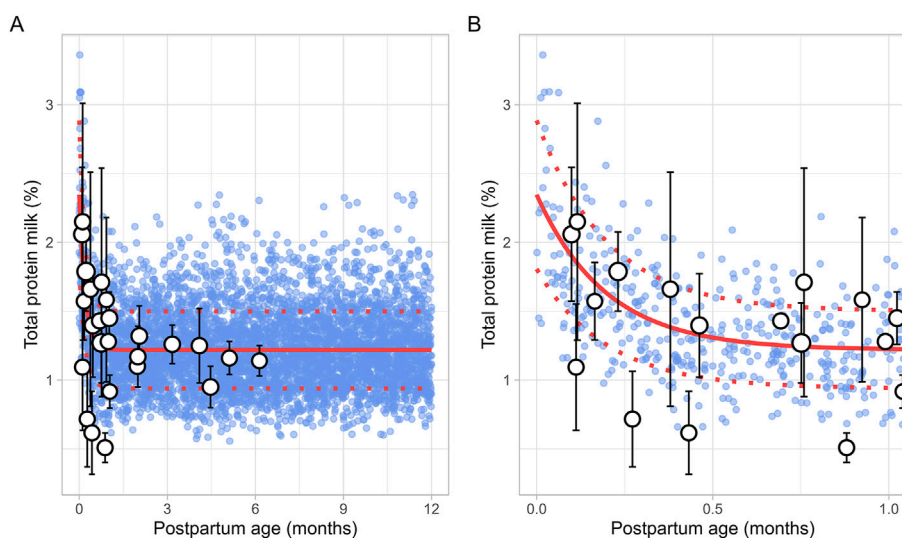 A
B
Total protein milk (%)
3
2
1
0
3
6
9
12
Postpartum age (months)
Total protein milk (%)
3
2
1
0.0
0.5
1.0
Postpartum age (months)